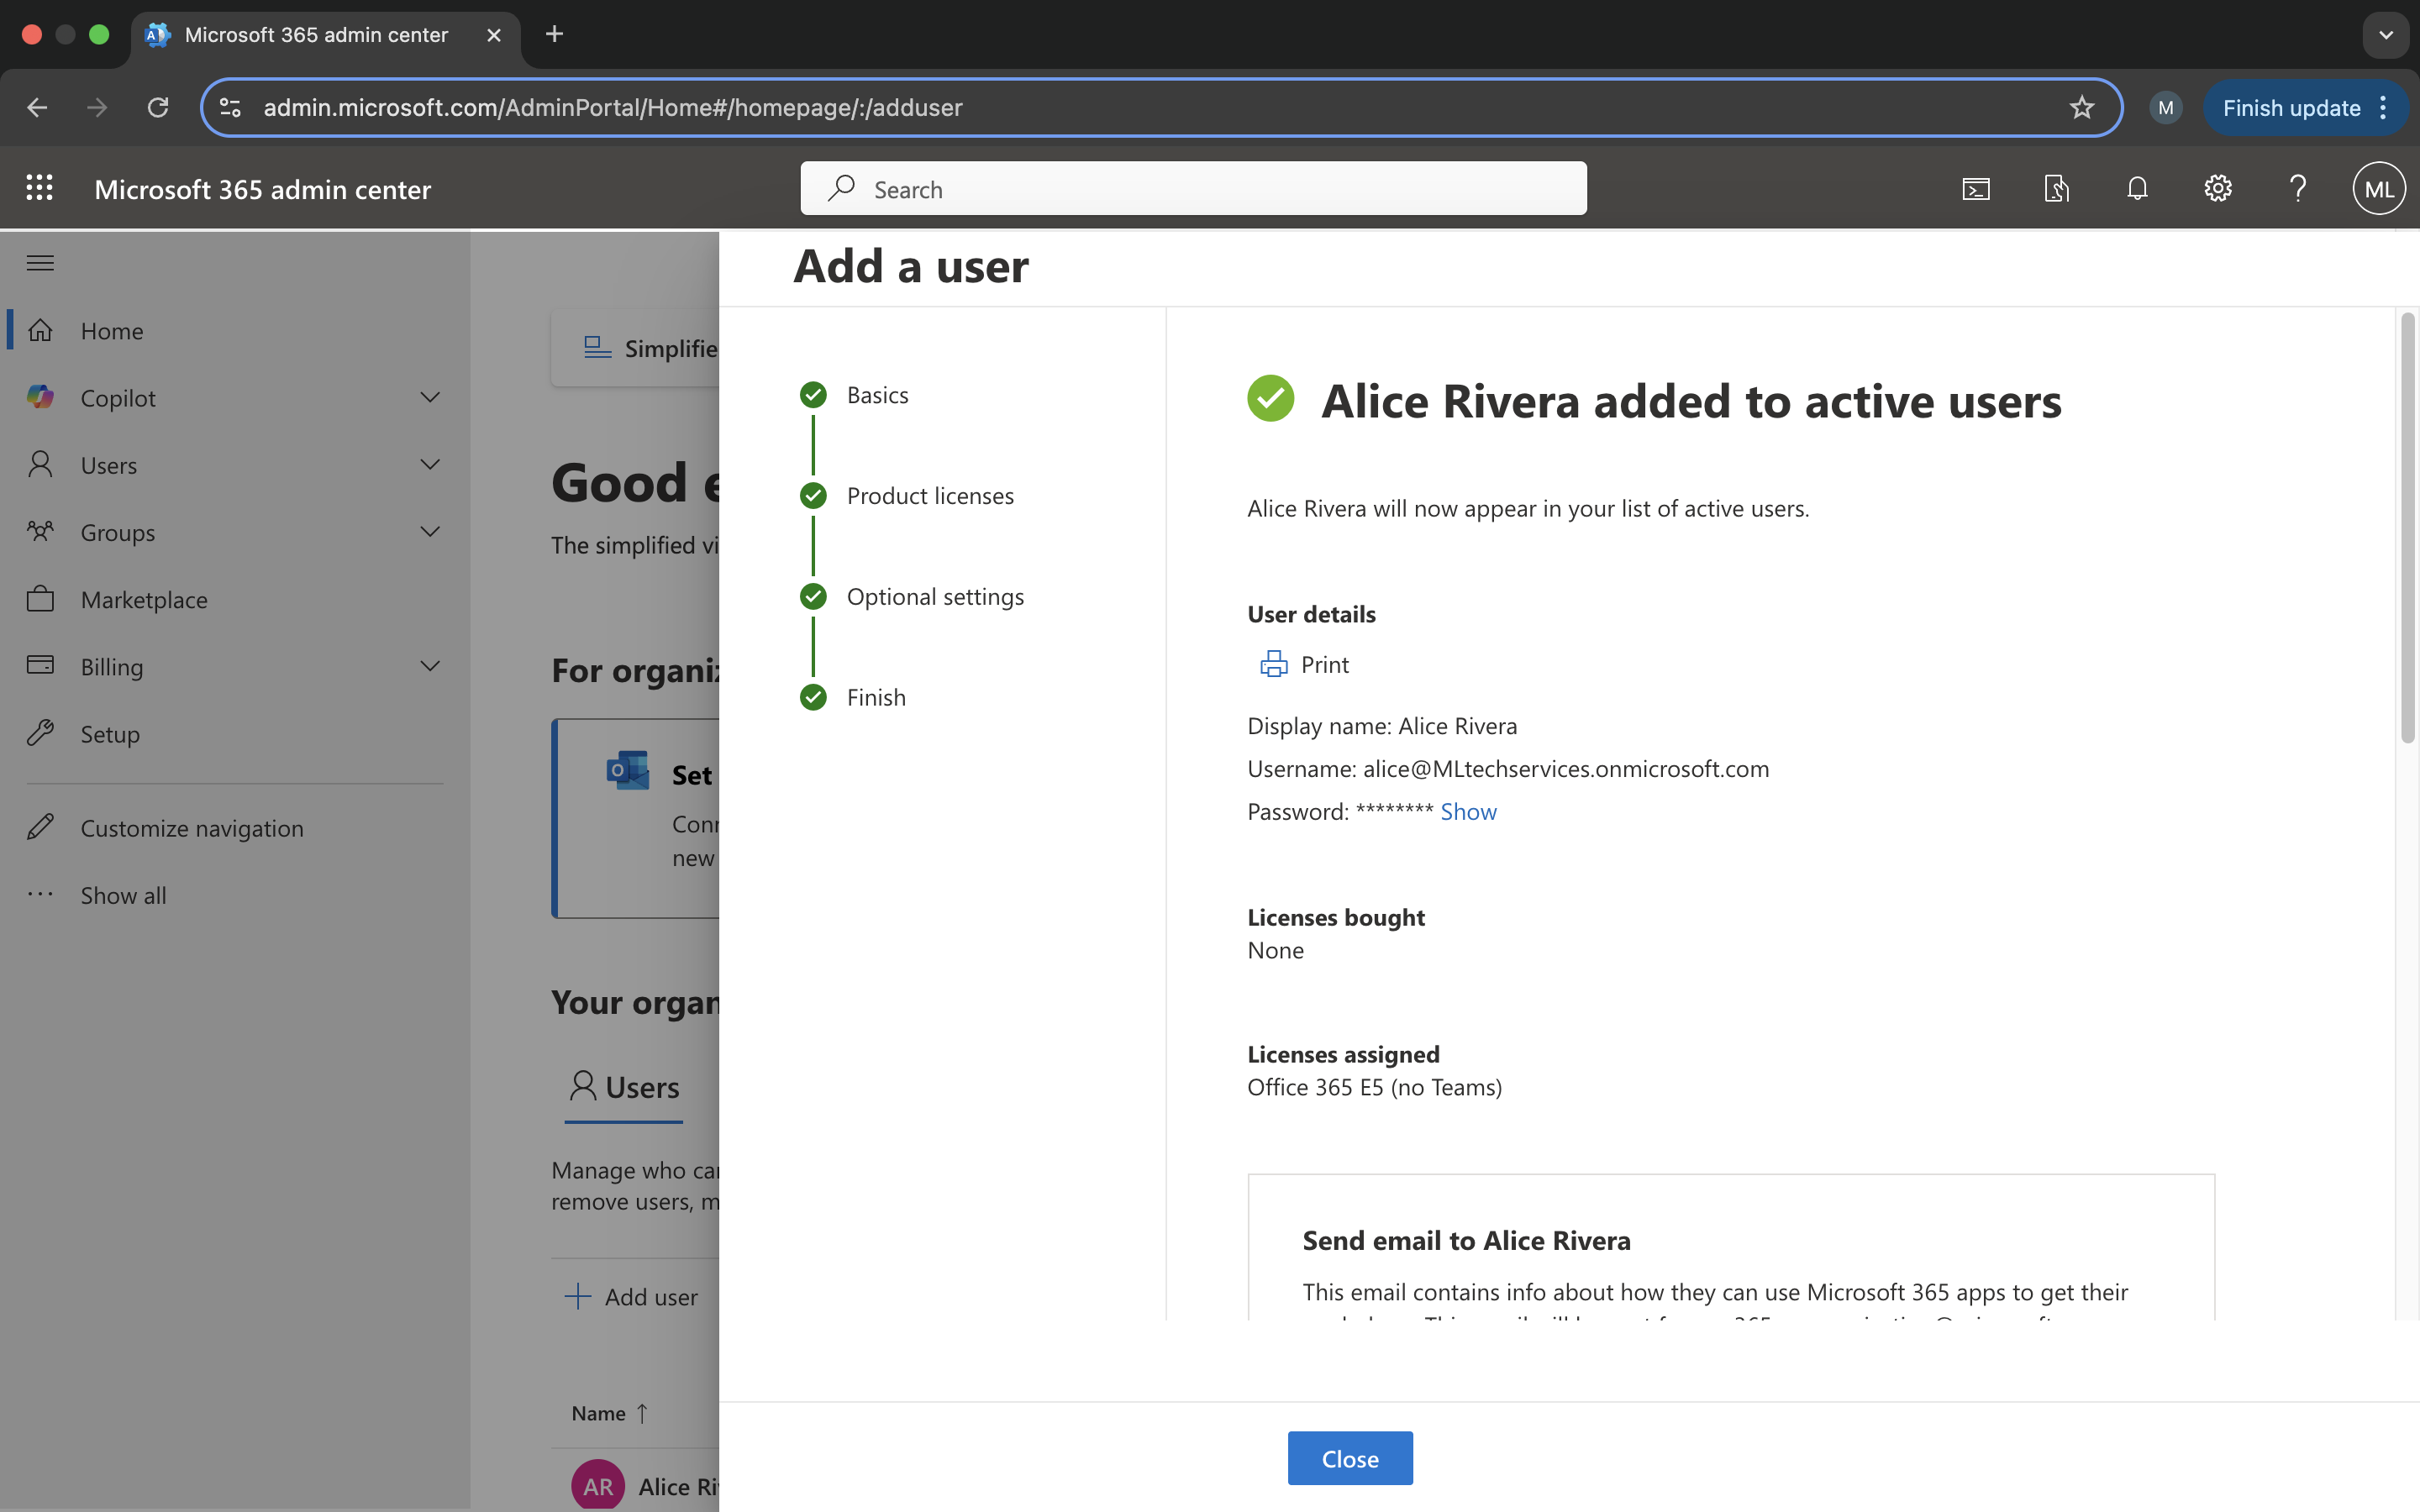 Microsoft 365 admin center
admin.microsoft.com/AdminPortal/Home#/homepage/:/adduser
M
Finish update
Microsoft 365 admin center
Search
ML
Home
Copilot
Users
Groups
Marketplace
Billing
Setup
Customize navigation
Show all
Simplifie
Good e
The simplified vi
For organiz
Set
Conn
new
Your organ
Users
Manage who can
remove users, m
Add user
Name ↑
AR
Alice Riv
Add a user
Basics
Product licenses
Optional settings
Finish
Alice Rivera added to active users
Alice Rivera will now appear in your list of active users.
User details
Print
Display name: Alice Rivera
Username: alice@MLtechservices.onmicrosoft.com
Password: ******** Show
Licenses bought
None
Licenses assigned
Office 365 E5 (no Teams)
Send email to Alice Rivera
This email contains info about how they can use Microsoft 365 apps to get their
Close